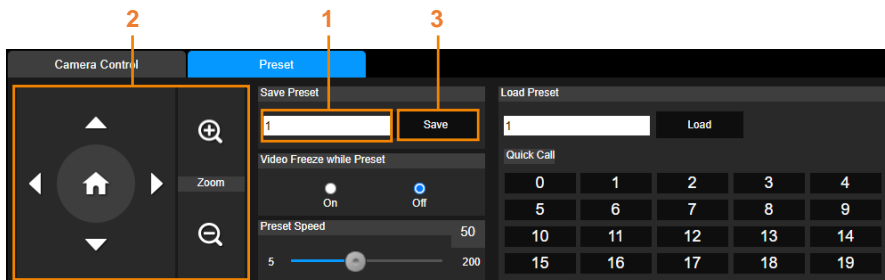 2 1 3
Camera Control Preset
Save Preset
1 Save
Video Freeze while Preset
On Off
Preset Speed 50
5 200
Zoom
Load Preset
1 Load
Quick Call
0 1 2 3 4
5 6 7 8 9
10 11 12 13 14
15 16 17 18 19